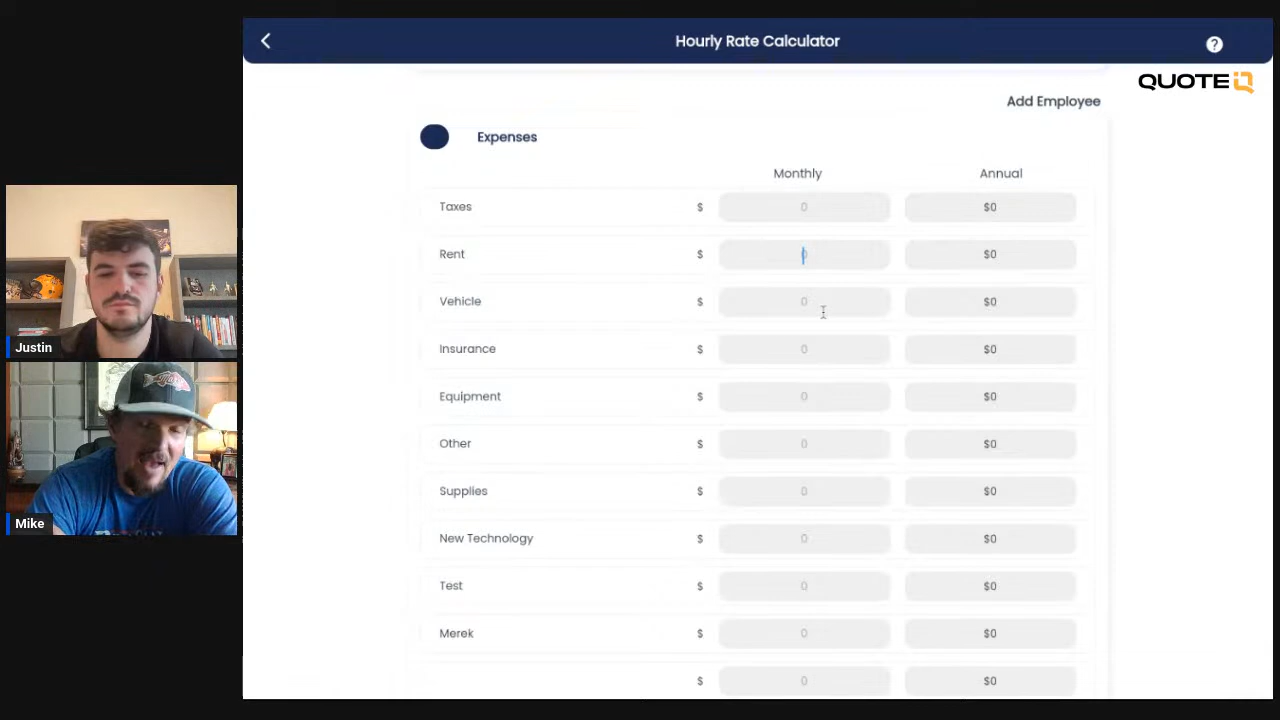 Hourly Rate Calculator
?
QUOTE IQ
Add Employee
Expenses
Monthly Annual
Taxes $ 0 $0
Rent $ 0 $0
Vehicle $ 0 $0
Insurance $ 0 $0
Equipment $ 0 $0
Other $ 0 $0
Supplies $ 0 $0
New Technology $ 0 $0
Test $ 0 $0
Merek $ 0 $0
$ 0 $0
Justin
Mike